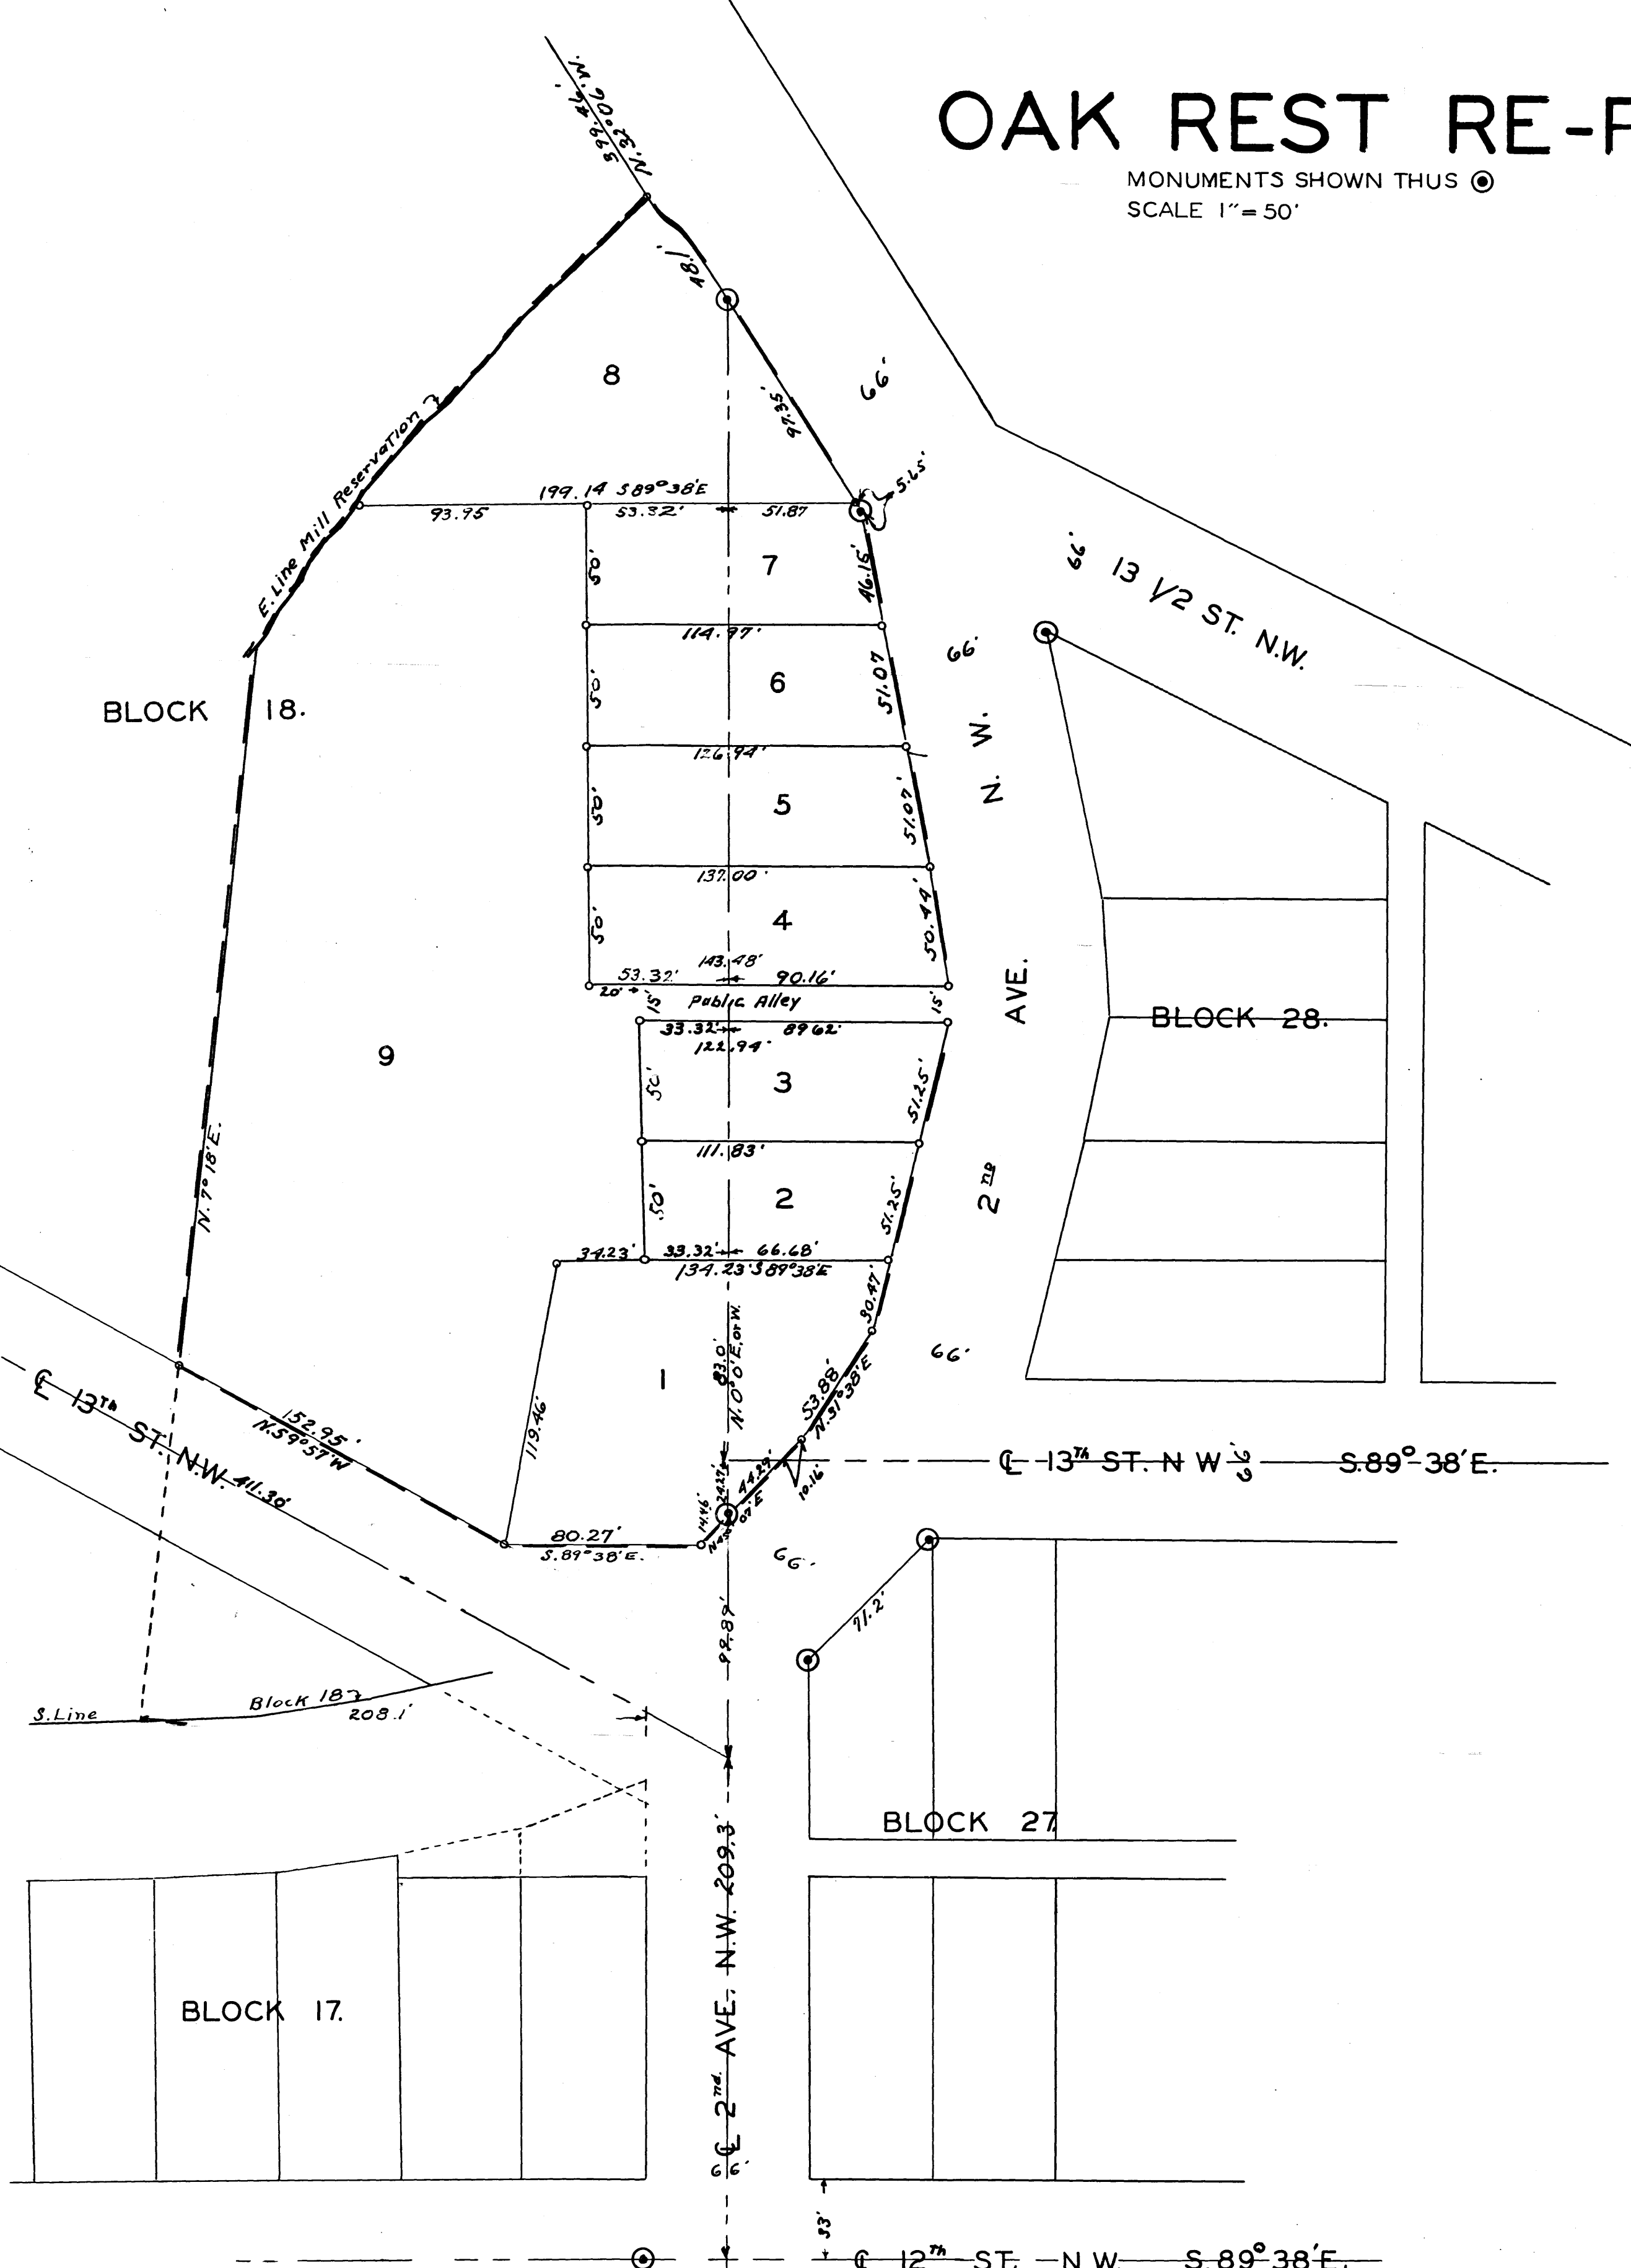 OAK REST RE-P
MONUMENTS SHOWN THUS
SCALE 1"=50'
399.46'
N.32°06'W.
48.1'
8
97.35'
66'
E. Line Mill Reservation
5.65'
199.14 S89°38'E
93.95
53.32'
51.87
7
50'
46.15'
66'
13 1/2 ST. N.W.
114.97'
66'
6
50'
51.07
BLOCK 18.
N. W.
126.94'
5
50'
51.07'
137.00'
4
50'
50.44'
143.48'
53.32'
90.16'
20'
15'
Public Alley
15'
AVE.
BLOCK 28.
33.32'
89.62'
122.94'
9
3
50'
51.25'
111.83'
N.7°18'E.
2
50'
51.25'
2ND
34.23'
33.32'
66.68'
134.23' S89°38'E
30.47'
83.0'
N.0°0'E. or W.
66'
1
53.88'
N.31°38'E
119.46'
℄ 13TH ST. N.W. 411.30'
152.95'
N.59°57'W
℄ 13TH ST. N W
66'
S.89°38'E.
44.29'
24.27'
10.16'
14.46'
07'E
80.27'
S.89°38'E.
66'
99.89'
71.2'
S. Line
Block 18
208.1'
BLOCK 27.
℄ 2nd. AVE. N.W. 209.3'
BLOCK 17.
66'
33'
℄ 12TH ST. N W
S.89°38'E.